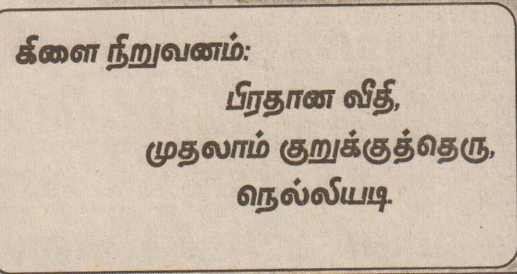 கிளை நிறுவனம்:
பிரதான வீதி,
முதலாம் குறுக்குத்தெரு,
நெல்லியடி.